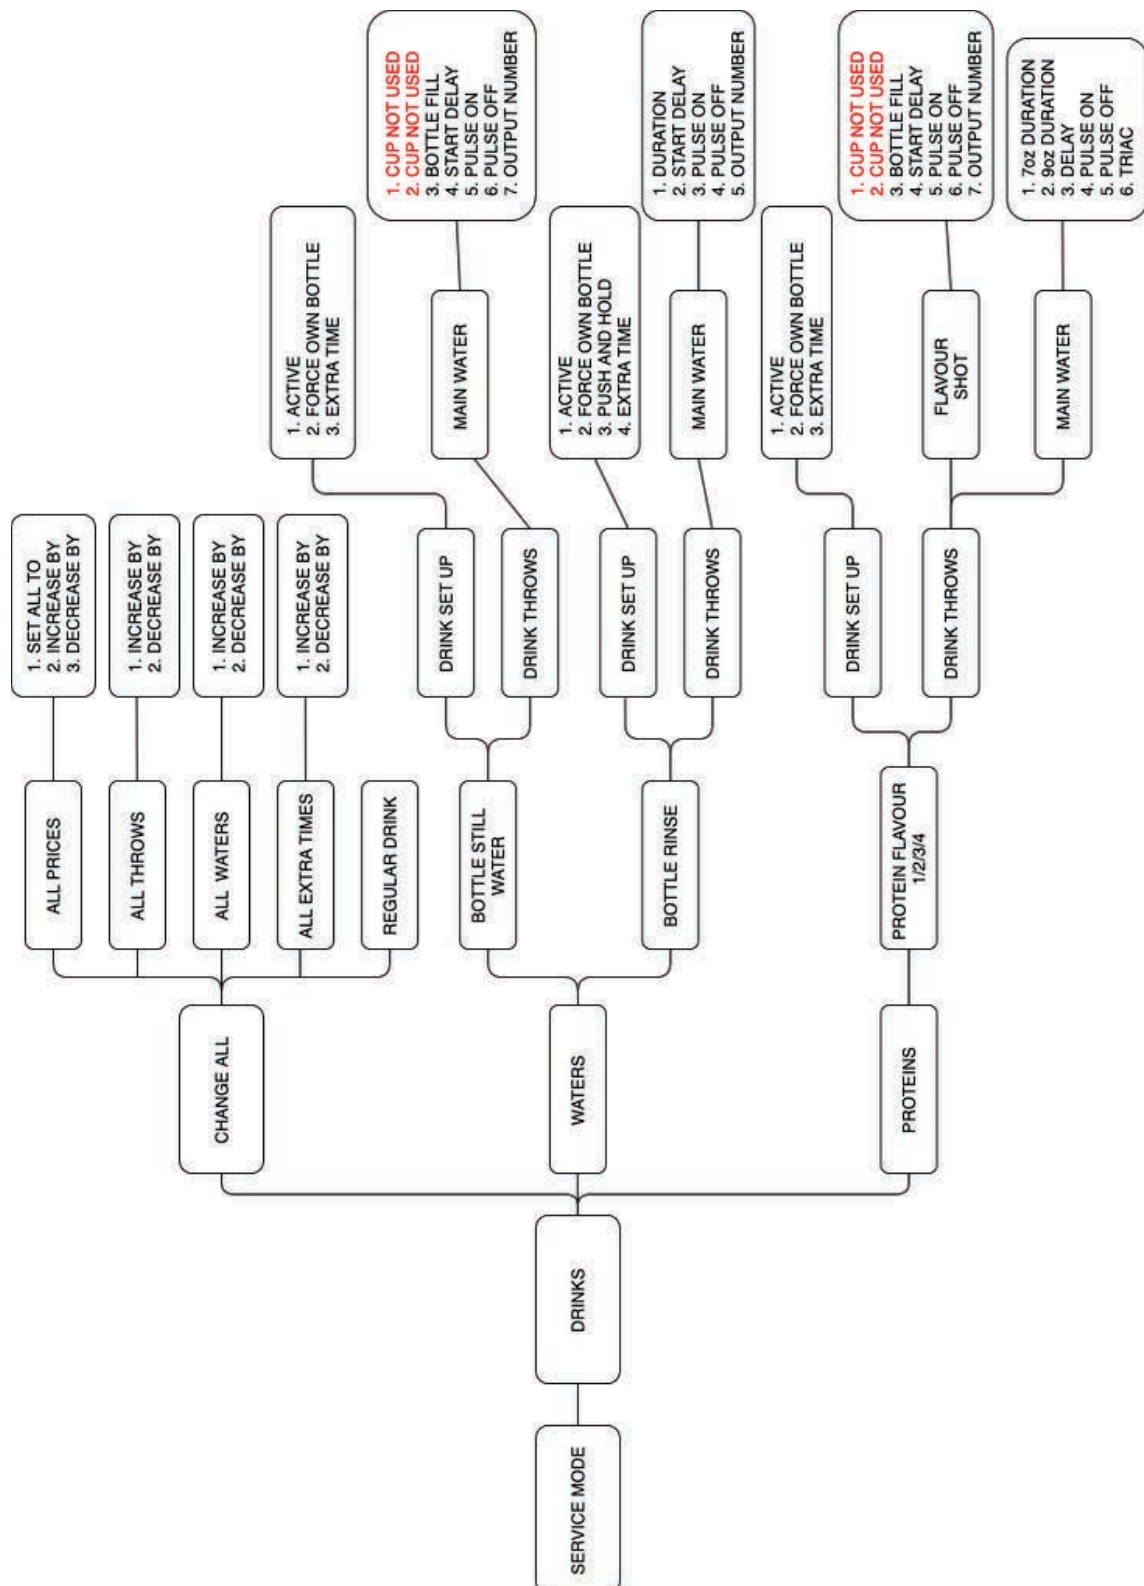 SERVICE MODE
DRINKS
CHANGE ALL
ALL PRICES
1. SET ALL TO
2. INCREASE BY
3. DECREASE BY
ALL THROWS
1. INCREASE BY
2. DECREASE BY
ALL WATERS
1. INCREASE BY
2. DECREASE BY
ALL EXTRA TIMES
1. INCREASE BY
2. DECREASE BY
REGULAR DRINK
WATERS
BOTTLE STILL
WATER
DRINK SET UP
1. ACTIVE
2. FORCE OWN BOTTLE
3. EXTRA TIME
DRINK THROWS
MAIN WATER
1. CUP NOT USED
2. CUP NOT USED
3. BOTTLE FILL
4. START DELAY
5. PULSE ON
6. PULSE OFF
7. OUTPUT NUMBER
BOTTLE RINSE
DRINK SET UP
1. ACTIVE
2. FORCE OWN BOTTLE
3. PUSH AND HOLD
4. EXTRA TIME
DRINK THROWS
MAIN WATER
1. DURATION
2. START DELAY
3. PULSE ON
4. PULSE OFF
5. OUTPUT NUMBER
PROTEINS
PROTEIN FLAVOUR
1/2/3/4
DRINK SET UP
1. ACTIVE
2. FORCE OWN BOTTLE
3. EXTRA TIME
DRINK THROWS
FLAVOUR
SHOT
1. CUP NOT USED
2. CUP NOT USED
3. BOTTLE FILL
4. START DELAY
5. PULSE ON
6. PULSE OFF
7. OUTPUT NUMBER
MAIN WATER
1. 7oz DURATION
2. 9oz DURATION
3. DELAY
4. PULSE ON
5. PULSE OFF
6. TRIAC